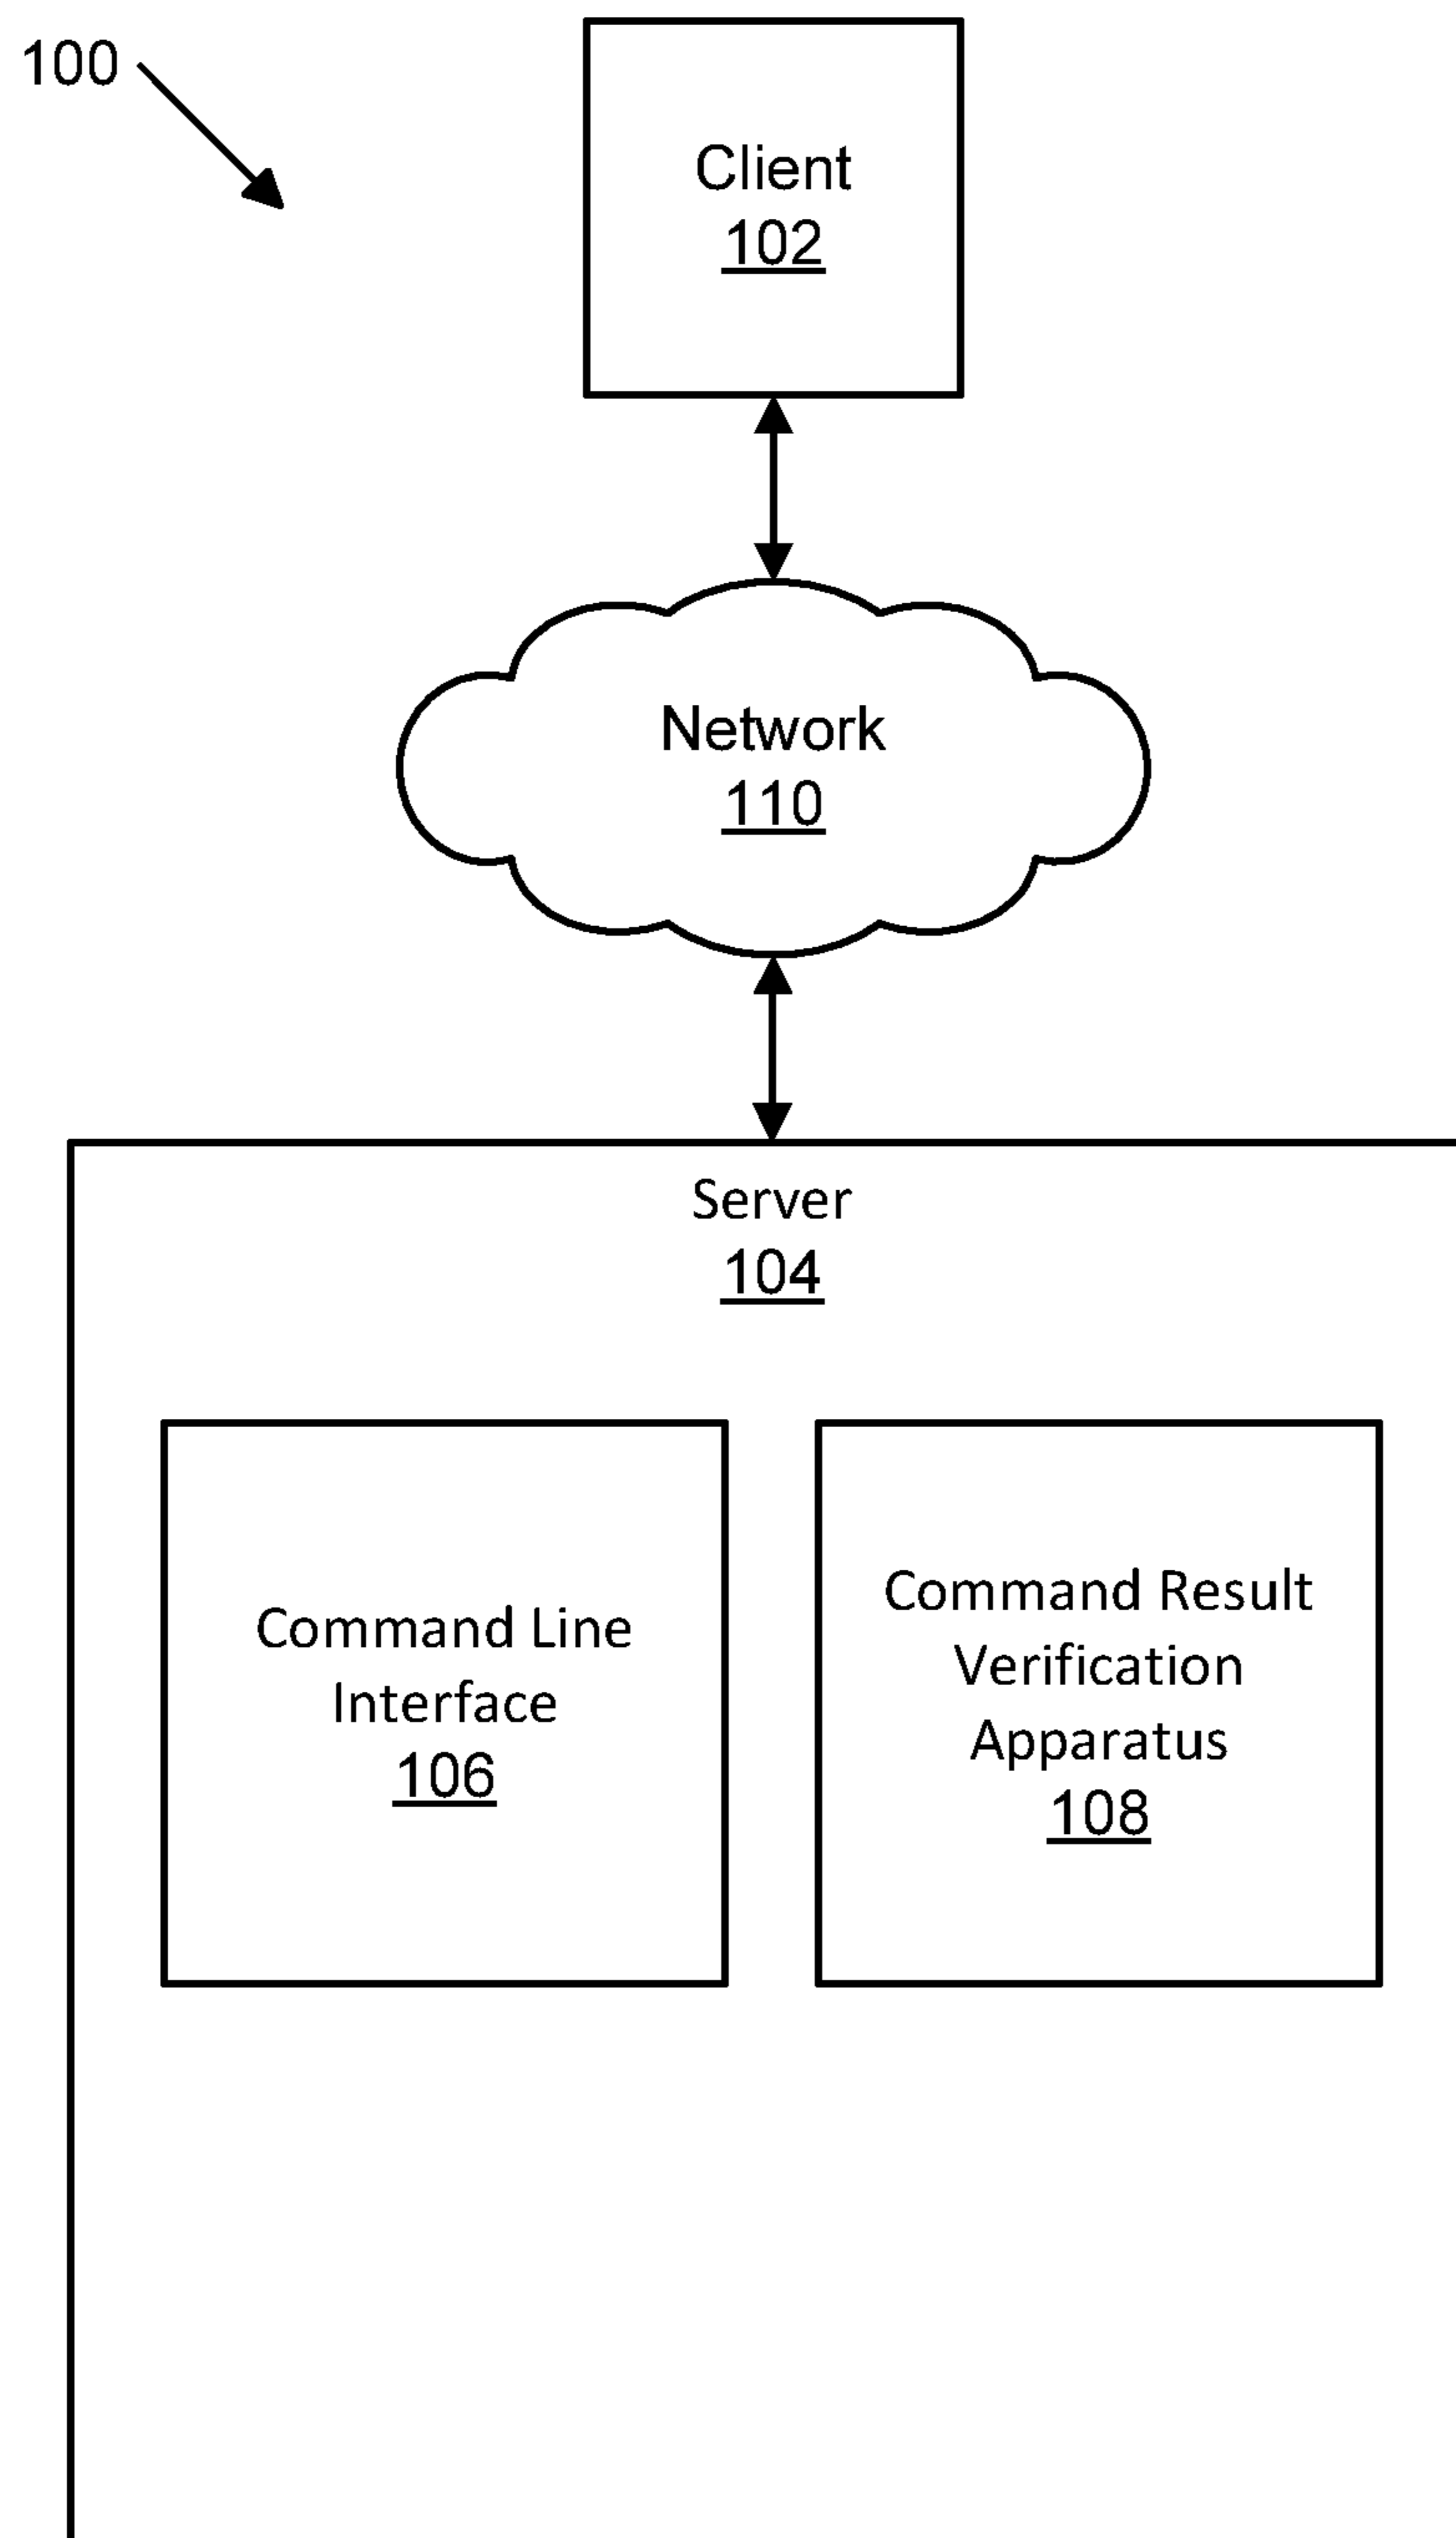 100
Client
102
Network
110
Server
104
Command Line
Interface
106
Command Result
Verification
Apparatus
108